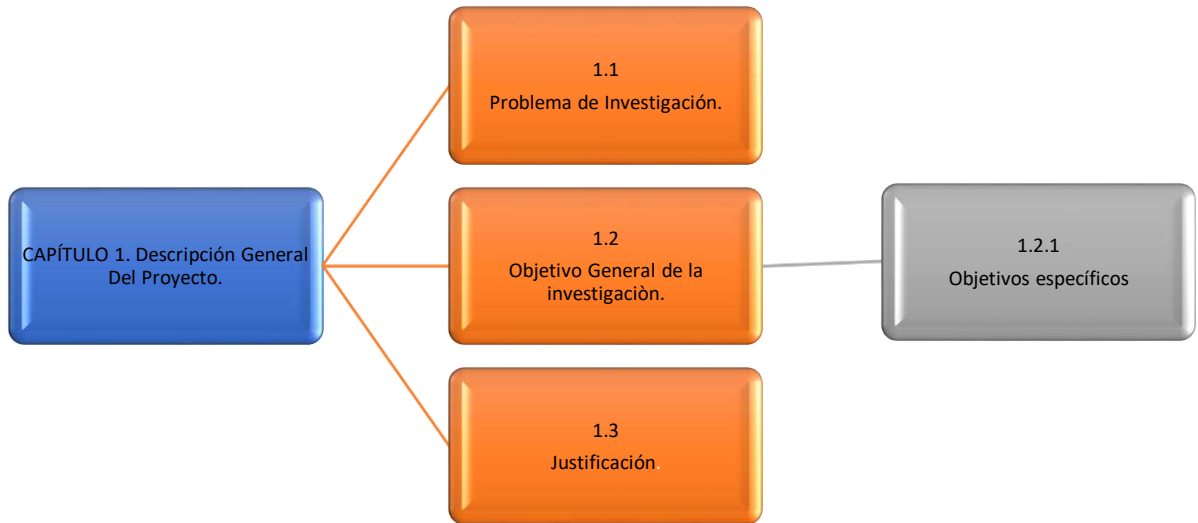 CAPÍTULO 1. Descripción General
Del Proyecto.
1.1
Problema de Investigación.
1.2
Objetivo General de la
investigaciòn.
1.2.1
Objetivos específicos
1.3
Justificación.